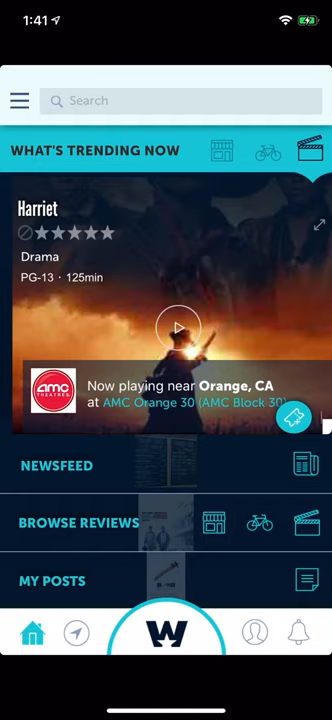 1:41
Search
WHAT'S TRENDING NOW
Harriet
Drama
PG-13 · 125min
amc
THEATRES
Now playing near Orange, CA
at AMC Orange 30 (AMC Block 30)
NEWSFEED
BROWSE REVIEWS
MY POSTS
W